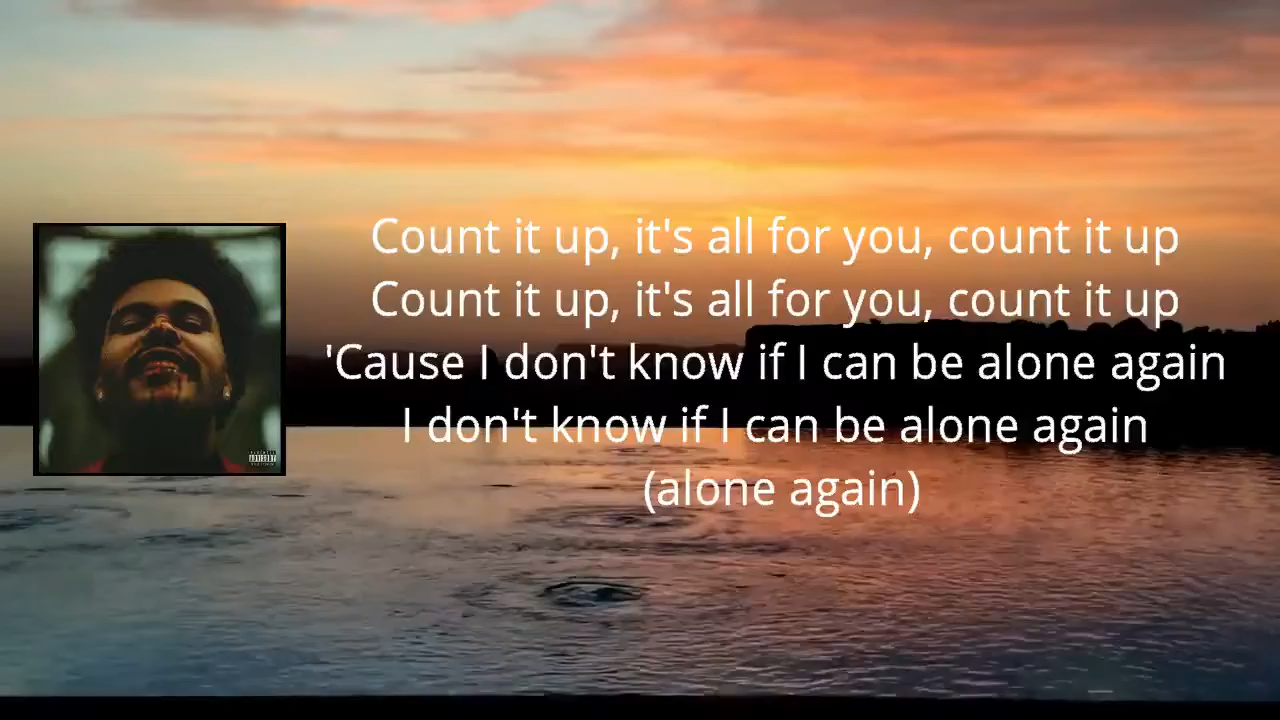 Count it up, it's all for you, count it up
Count it up, it's all for you, count it up
'Cause I don't know if I can be alone again
I don't know if I can be alone again
(alone again)